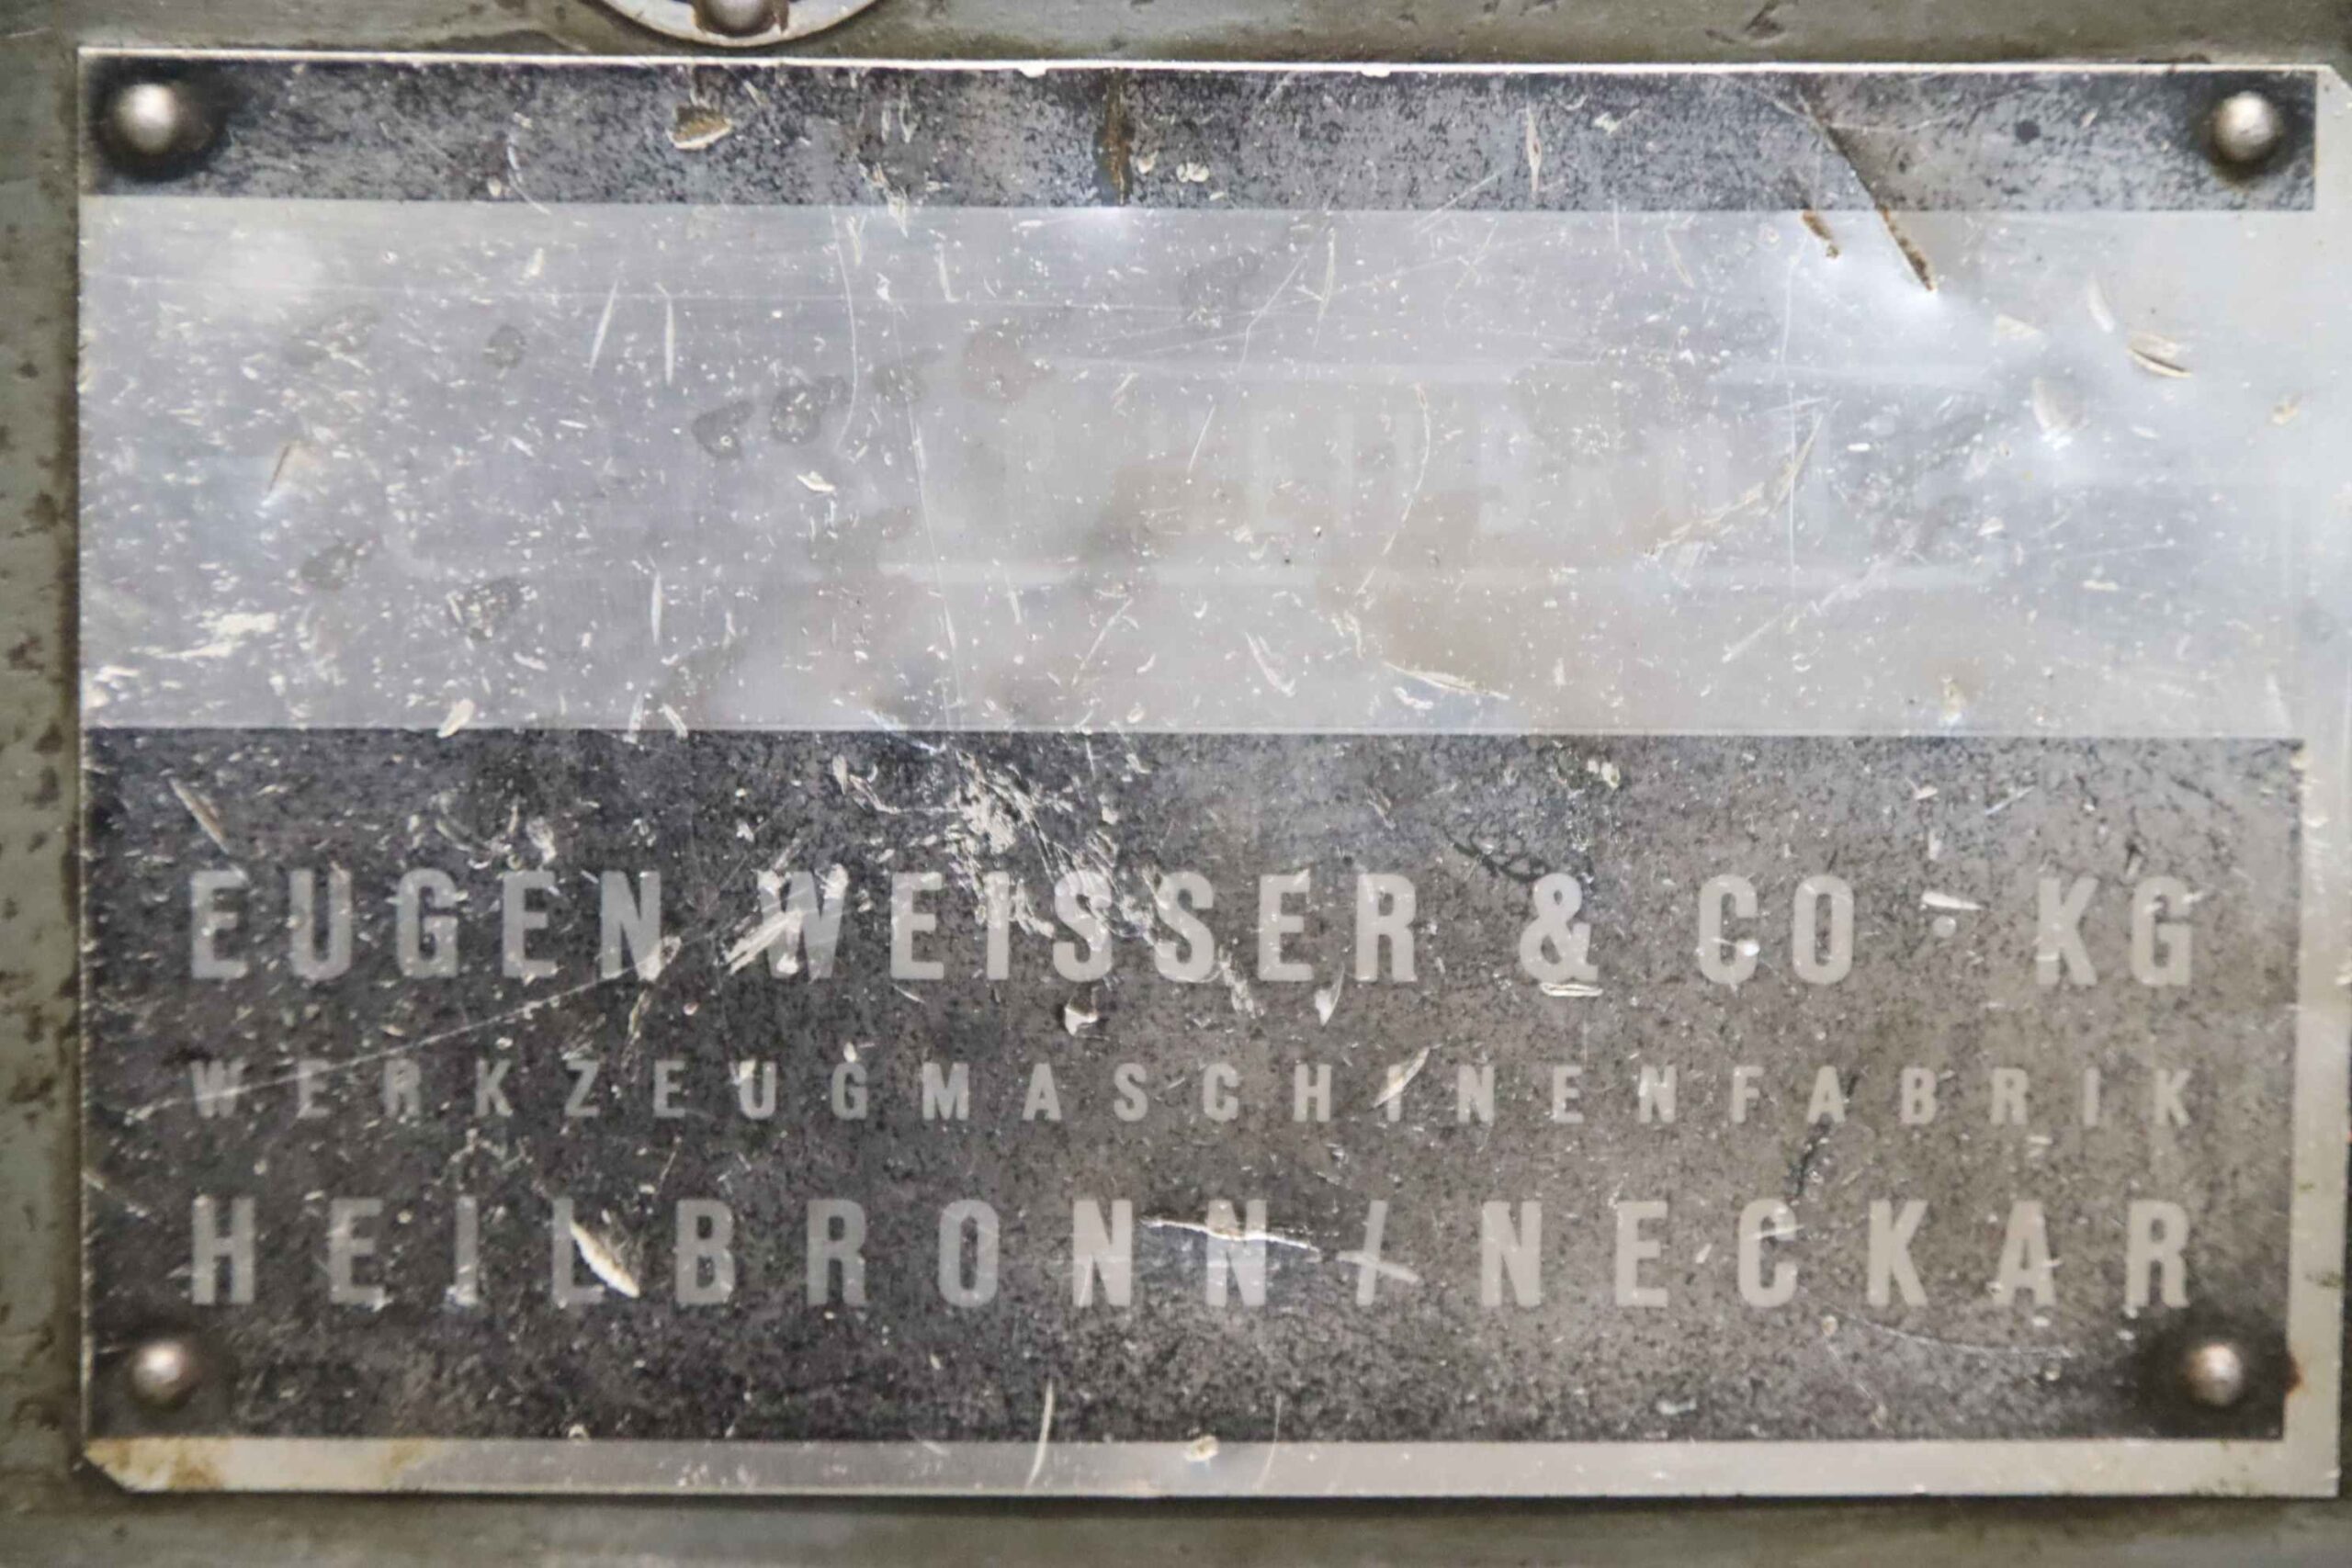 EUGEN WEISSER & CO · KG
WERKZEUGMASCHINENFABRIK
HEILBRONN / NECKAR